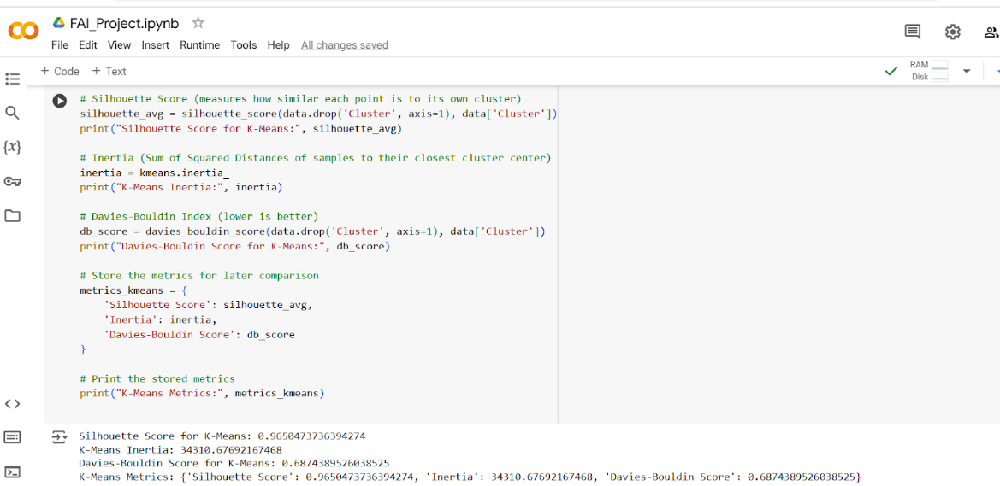 FAI_Project.ipynb
File Edit View Insert Runtime Tools Help All changes saved
+ Code + Text
RAM
Disk
# Silhouette Score (measures how similar each point is to its own cluster)
silhouette_avg = silhouette_score(data.drop('Cluster', axis=1), data['Cluster'])
print("Silhouette Score for K-Means:", silhouette_avg)
# Inertia (Sum of Squared Distances of samples to their closest cluster center)
inertia = kmeans.inertia_
print("K-Means Inertia:", inertia)
# Davies-Bouldin Index (lower is better)
db_score = davies_bouldin_score(data.drop('Cluster', axis=1), data['Cluster'])
print("Davies-Bouldin Score for K-Means:", db_score)
# Store the metrics for later comparison
metrics_kmeans = {
    'Silhouette Score': silhouette_avg,
    'Inertia': inertia,
    'Davies-Bouldin Score': db_score
}
# Print the stored metrics
print("K-Means Metrics:", metrics_kmeans)
Silhouette Score for K-Means: 0.9650473736394274
K-Means Inertia: 34310.67692167468
Davies-Bouldin Score for K-Means: 0.6874389526038525
K-Means Metrics: {'Silhouette Score': 0.9650473736394274, 'Inertia': 34310.67692167468, 'Davies-Bouldin Score': 0.6874389526038525}